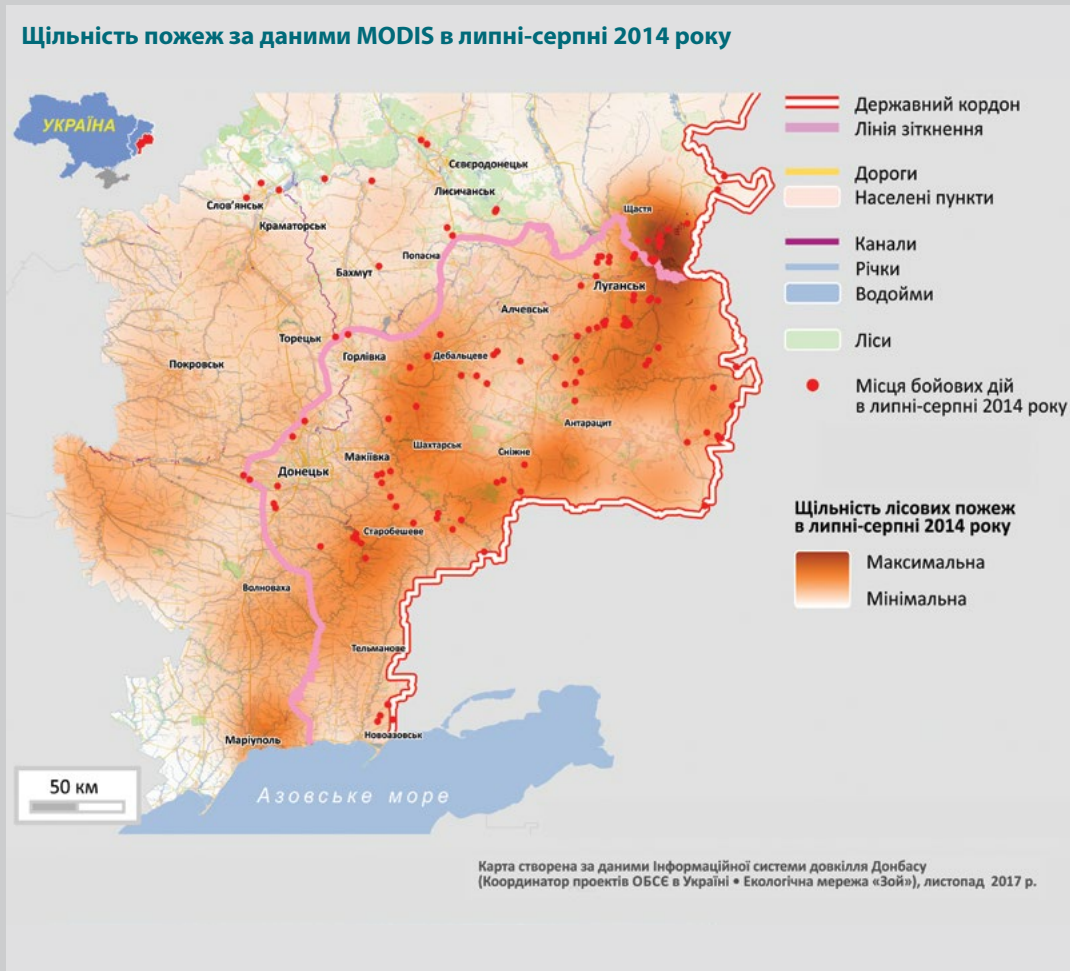 Щільність пожеж за даними MODIS в липні-серпні 2014 року
УКРАЇНА
Державний кордон
Лінія зіткнення
Дороги
Населені пункти
Канали
Річки
Водойми
Ліси
Місця бойових дій
в липні-серпні 2014 року
Щільність лісових пожеж
в липні-серпні 2014 року
Максимальна
Мінімальна
Сєвєродонецьк
Лисичанськ
Слов'янськ
Краматорськ
Щастя
Попасна
Бахмут
Луганськ
Алчевськ
Торецьк
Горлівка
Дебальцеве
Покровськ
Антрацит
Шахтарськ
Сніжне
Макіївка
Донецьк
Старобешеве
Волноваха
Тельманове
Маріуполь
Новоазовськ
Азовське море
50 км
Карта створена за даними Інформаційної системи довкілля Донбасу
(Координатор проектів ОБСЄ в Україні • Екологічна мережа «Зой»), листопад 2017 р.